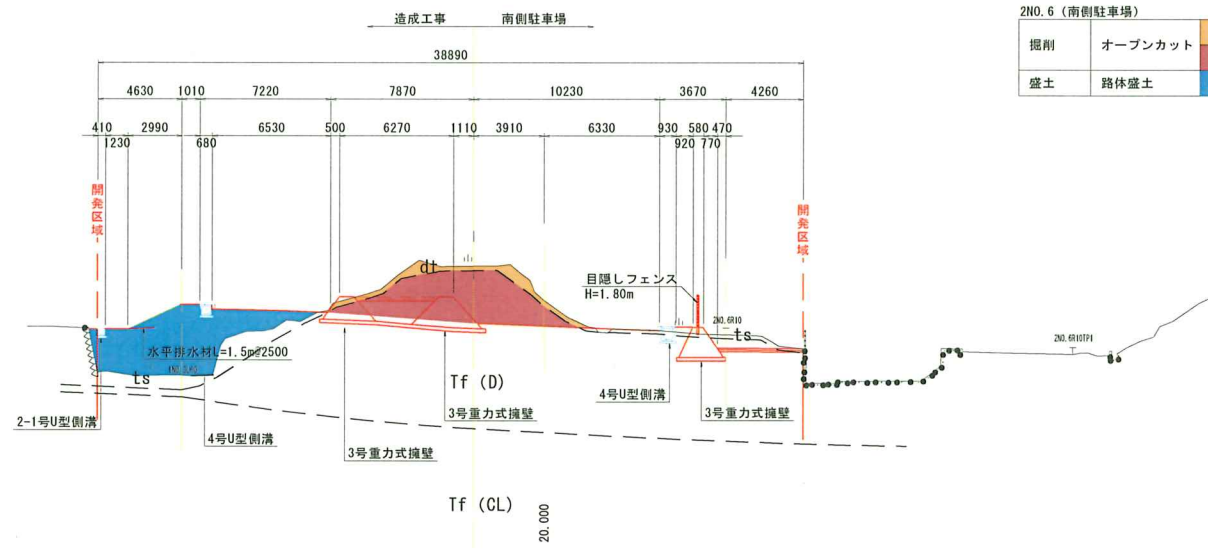 造成工事 南側駐車場
2NO.6 (南側駐車場)
掘削 オープンカット
盛土 路体盛土
38890
4630 1010 7220 7870 10230 3670 4260
410 2990 6530 500 6270 1110 3910 6330 930 580 470
1230 680 920 770
開発区域
開発区域
dt
目隠しフェンス
H=1.80m
2NO.6R10
ts
2NO.6R10TP1
水平排水材L=1.5m@2500
ts
Tf (D)
2-1号U型側溝
4号U型側溝
3号重力式擁壁
3号重力式擁壁
4号U型側溝
3号重力式擁壁
Tf (CL)
20.000